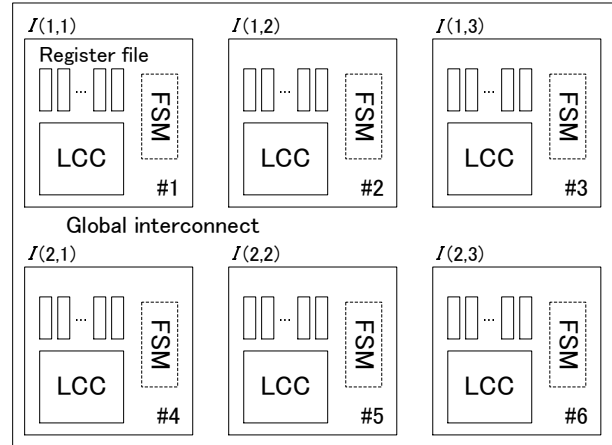 I(1,1) I(1,2) I(1,3)
Register file
... ... ...
FSM FSM FSM
LCC LCC LCC
#1 #2 #3
Global interconnect
I(2,1) I(2,2) I(2,3)
... ... ...
FSM FSM FSM
LCC LCC LCC
#4 #5 #6